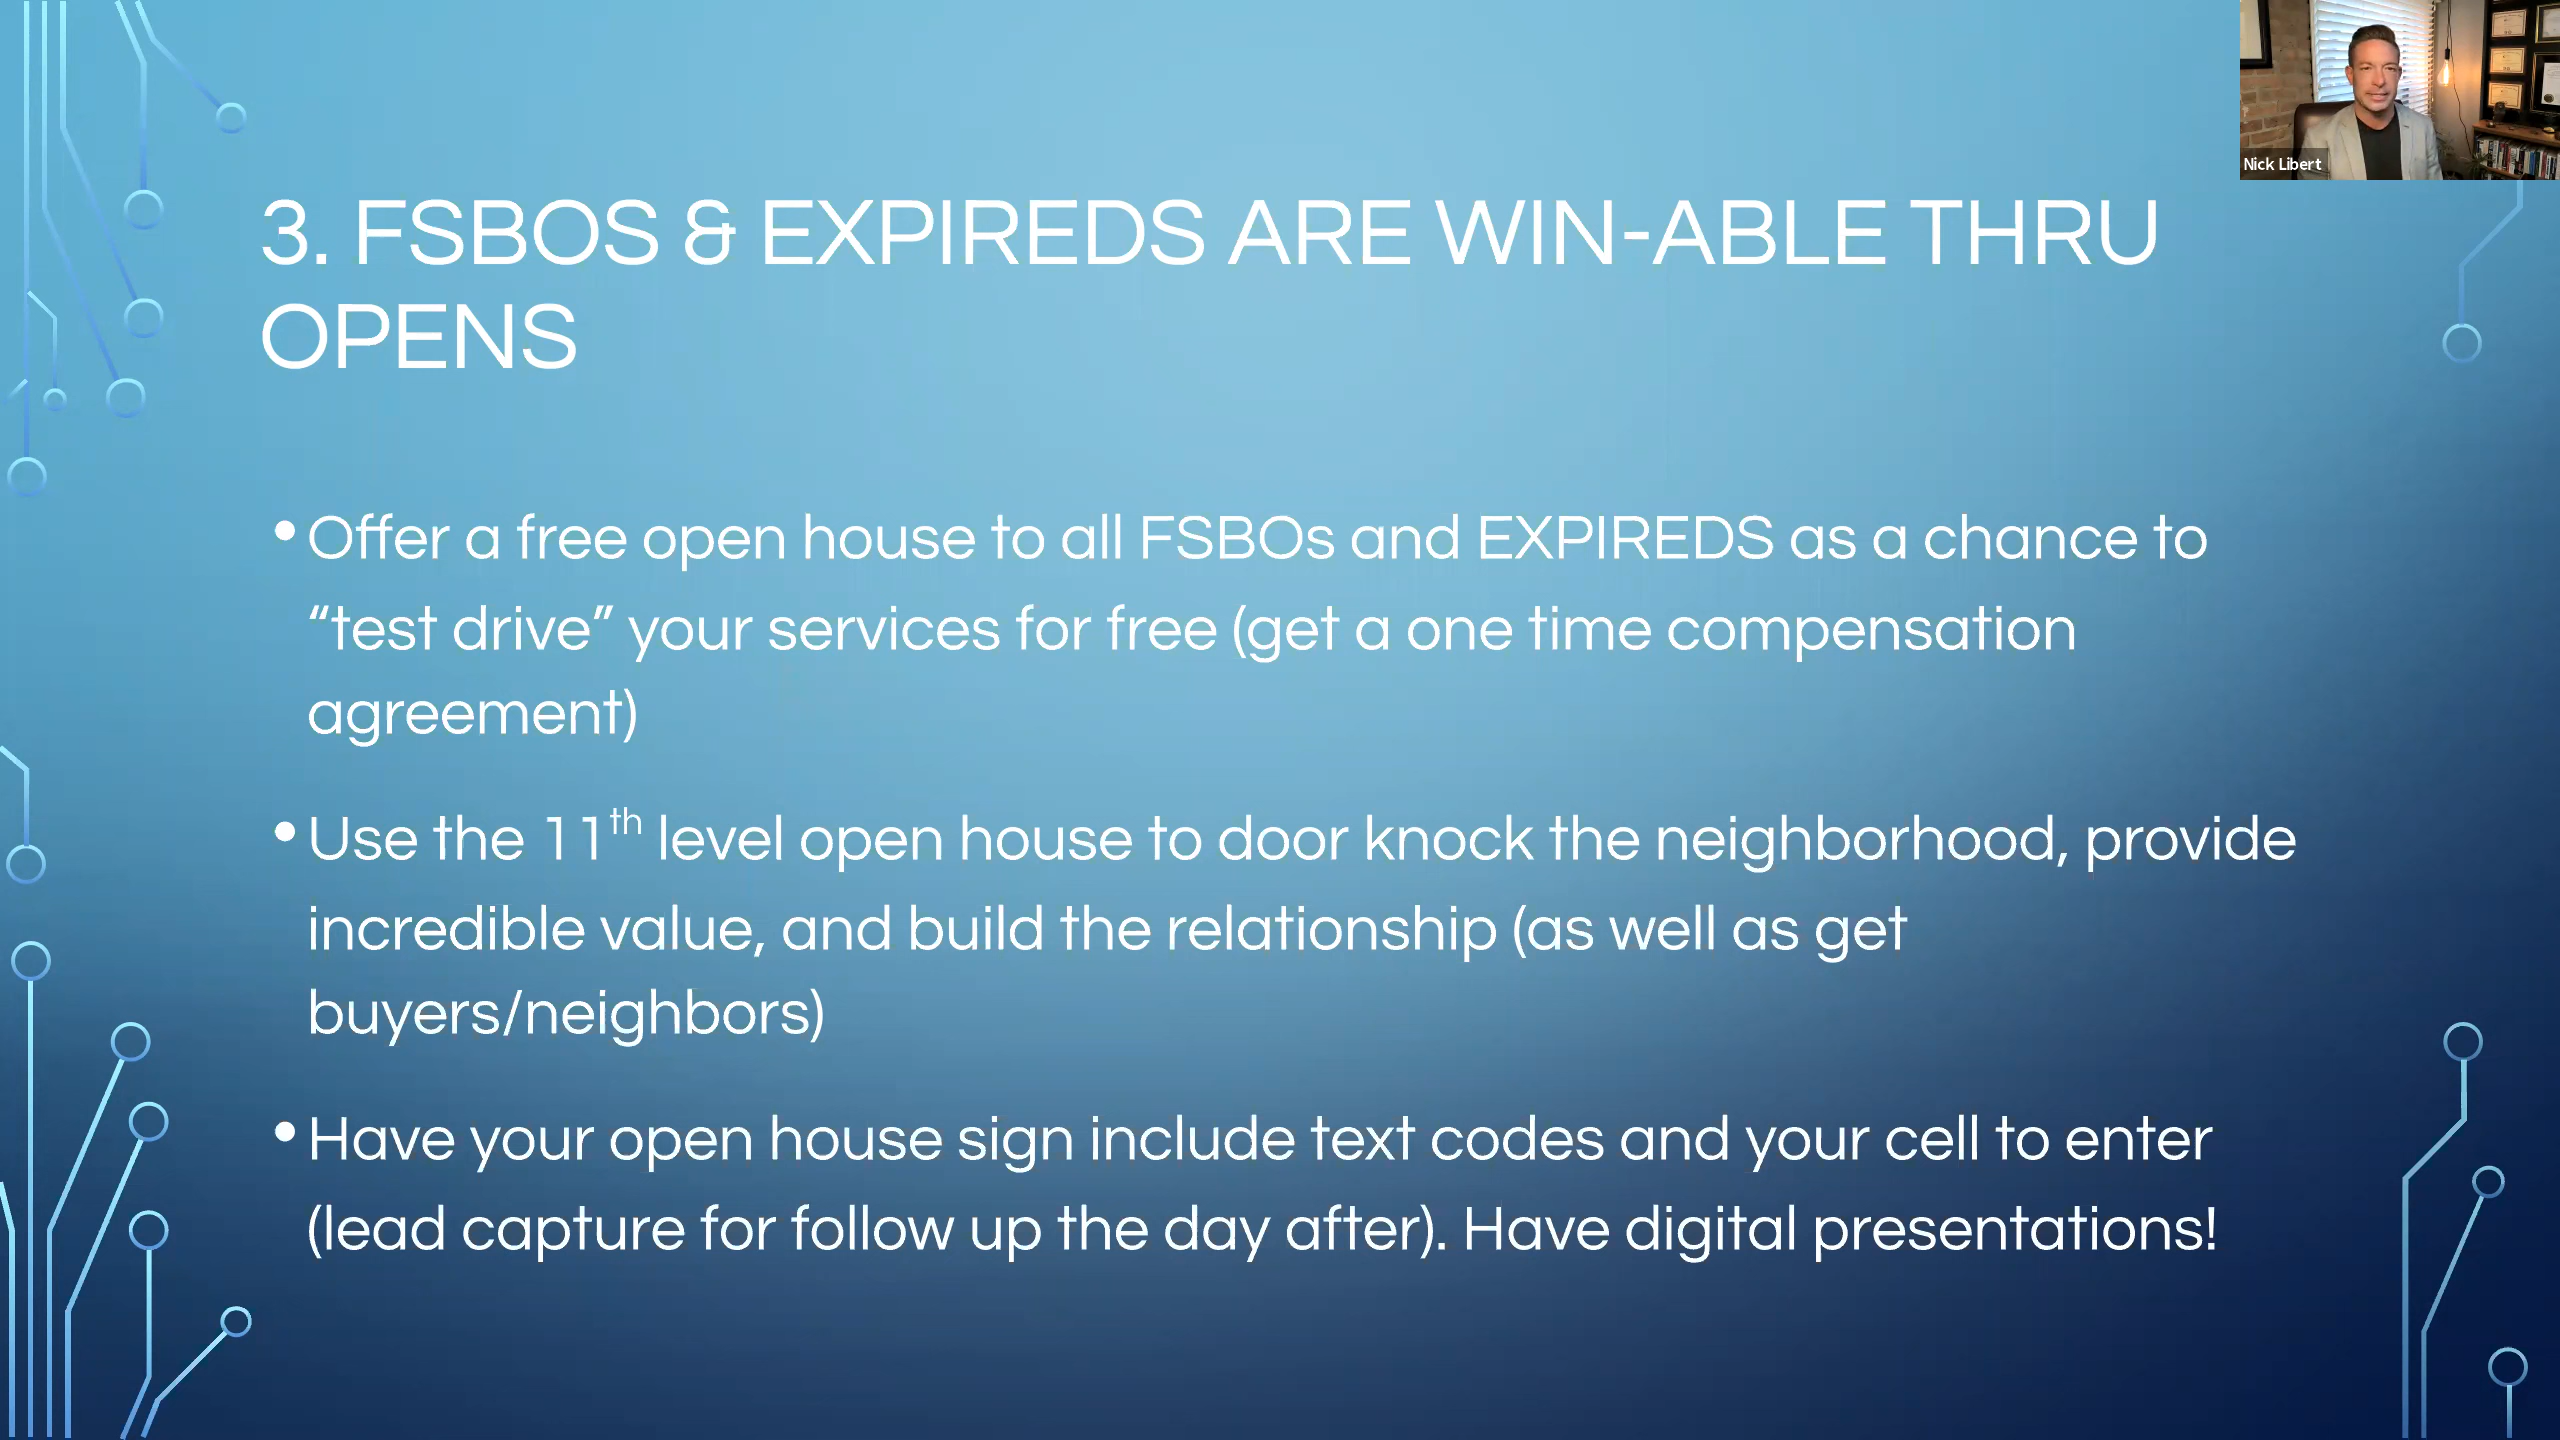 Nick Libert
3. FSBOS & EXPIREDS ARE WIN-ABLE THRU
OPENS
• Offer a free open house to all FSBOs and EXPIREDS as a chance to
“test drive” your services for free (get a one time compensation
agreement)
• Use the 11th level open house to door knock the neighborhood, provide
incredible value, and build the relationship (as well as get
buyers/neighbors)
• Have your open house sign include text codes and your cell to enter
(lead capture for follow up the day after). Have digital presentations!